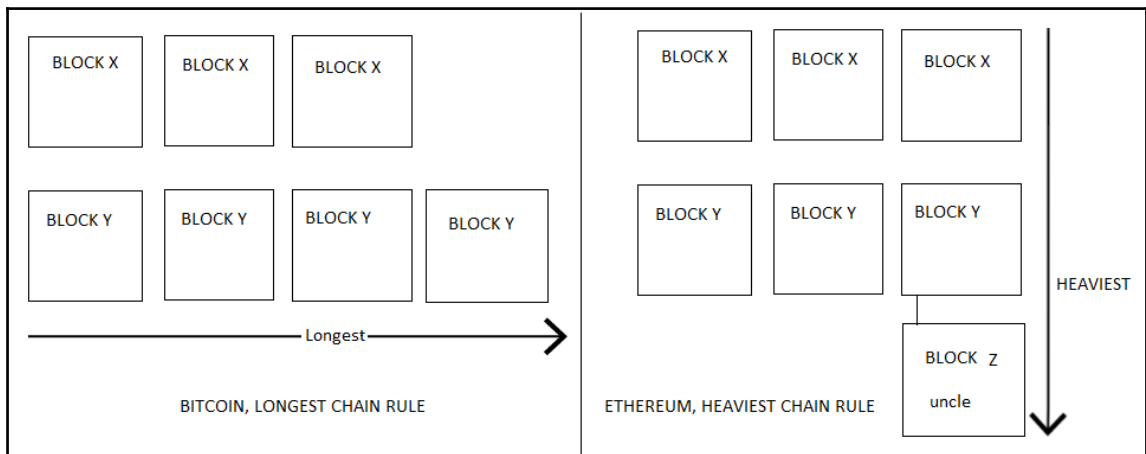 BLOCK X
BLOCK X
BLOCK X
BLOCK Y
BLOCK Y
BLOCK Y
BLOCK Y
Longest
BITCOIN, LONGEST CHAIN RULE
BLOCK X
BLOCK X
BLOCK X
BLOCK Y
BLOCK Y
BLOCK Y
HEAVIEST
BLOCK Z
uncle
ETHEREUM, HEAVIEST CHAIN RULE